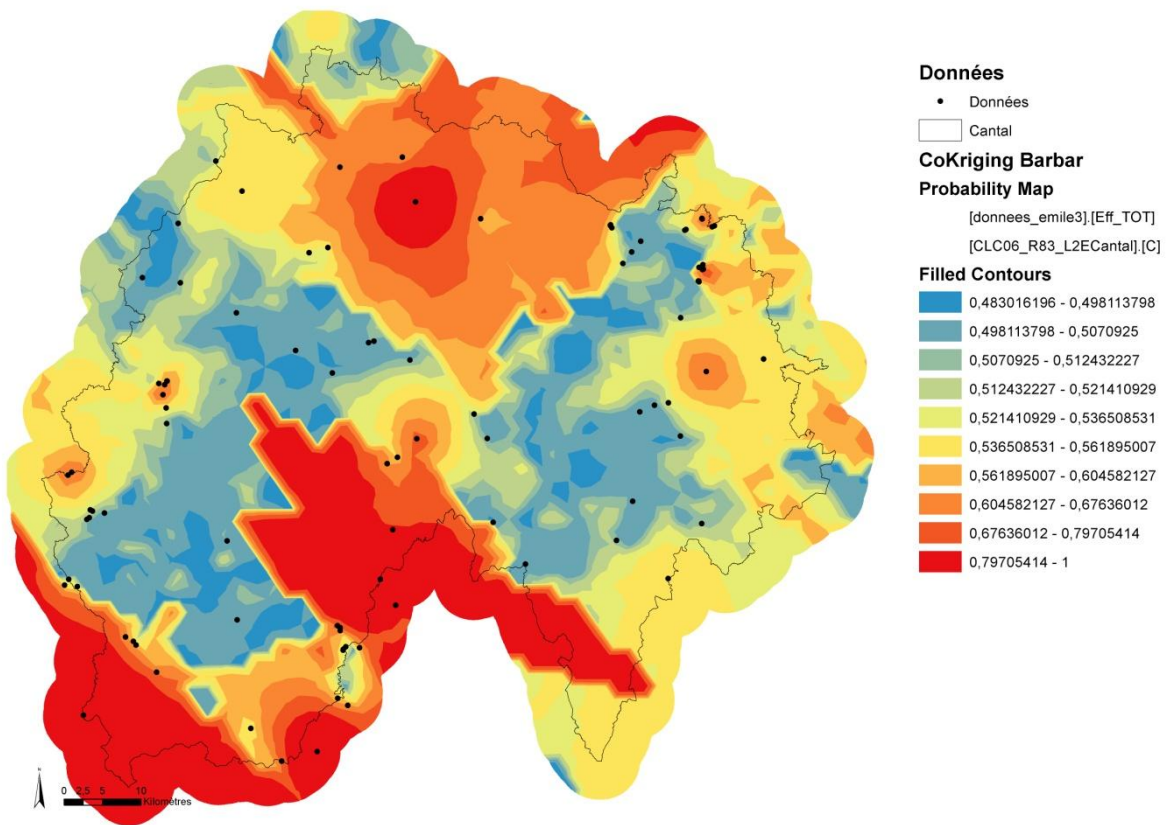 Données
Données
Cantal
CoKriging Barbar
Probability Map
[donnees_emile3].[Eff_TOT]
[CLC06_R83_L2ECantal].[C]
Filled Contours
0,483016196 - 0,498113798
0,498113798 - 0,5070925
0,5070925 - 0,512432227
0,512432227 - 0,521410929
0,521410929 - 0,536508531
0,536508531 - 0,561895007
0,561895007 - 0,604582127
0,604582127 - 0,67636012
0,67636012 - 0,79705414
0,79705414 - 1
N
0 2,5 5 10
Kilomètres